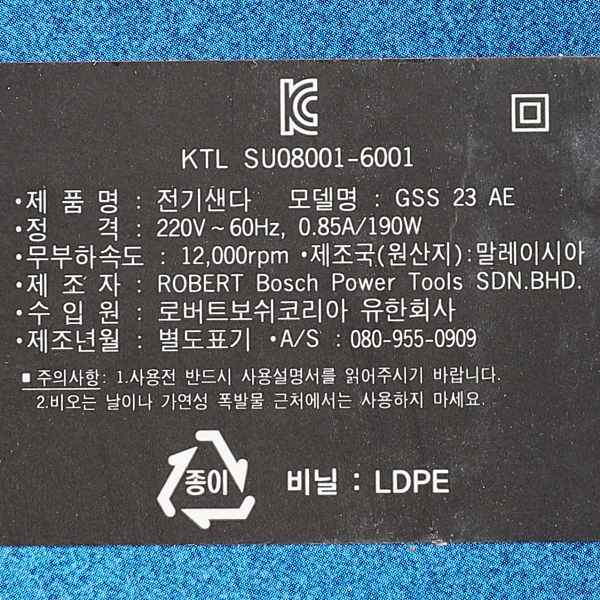 KC
KTL SU08001-6001
•제 품 명 : 전기샌다 모델명 : GSS 23 AE
•정 격 : 220V ~ 60Hz, 0.85A/190W
•무부하속도 : 12,000rpm •제조국(원산지):말레이시아
•제 조 자 : ROBERT Bosch Power Tools SDN.BHD.
•수 입 원 : 로버트보쉬코리아 유한회사
•제조년월 : 별도표기 •A/S : 080-955-0909
■ 주의사항: 1.사용전 반드시 사용설명서를 읽어주시기 바랍니다.
2.비오는 날이나 가연성 폭발물 근처에서는 사용하지 마세요.
종이 비닐 : LDPE